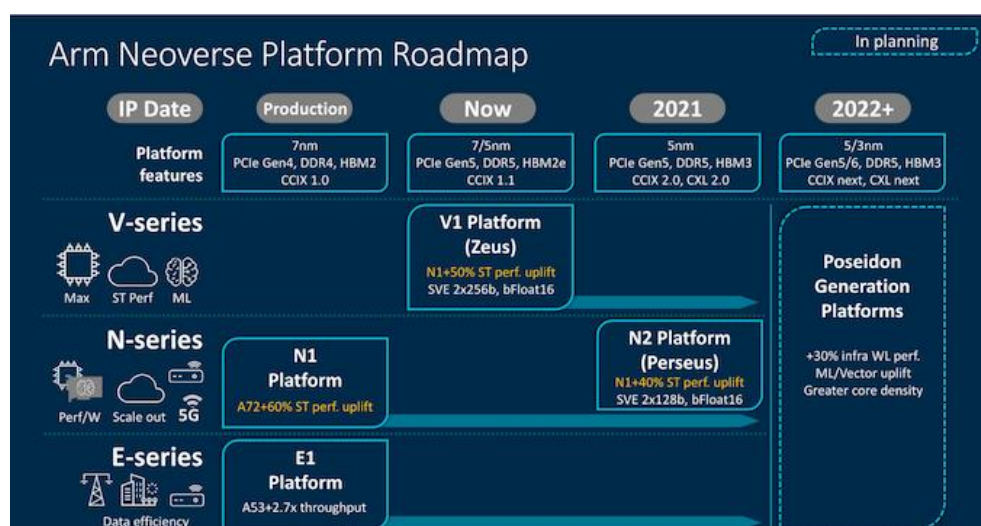 Arm Neoverse Platform Roadmap
In planning
IP Date
Production
Now
2021
2022+
Platform
features
7nm
PCIe Gen4, DDR4, HBM2
CCIX 1.0
7/5nm
PCIe Gen5, DDR5, HBM2e
CCIX 1.1
5nm
PCIe Gen5, DDR5, HBM3
CCIX 2.0, CXL 2.0
5/3nm
PCIe Gen5/6, DDR5, HBM3
CCIX next, CXL next
V-series
Max
ST Perf
ML
V1 Platform
(Zeus)
N1+50% ST perf. uplift
SVE 2x256b, bFloat16
Poseidon
Generation
Platforms
+30% infra WL perf.
ML/Vector uplift
Greater core density
N-series
Perf/W
Scale out
5G
N1
Platform
A72+60% ST perf. uplift
N2 Platform
(Perseus)
N1+40% ST perf. uplift
SVE 2x128b, bFloat16
E-series
Data efficiency
E1
Platform
A53+2.7x throughput